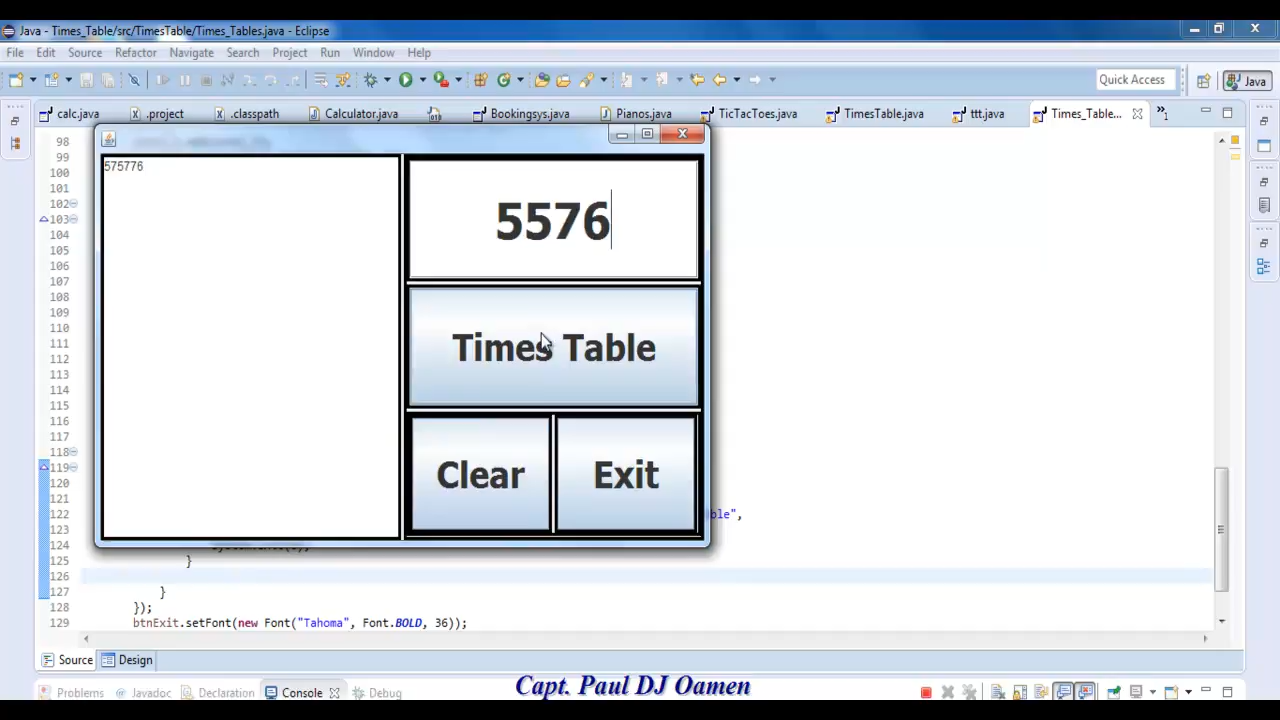 Java - Times_Table/src/TimesTable/Times_Tables.java - Eclipse
File Edit Source Refactor Navigate Search Project Run Window Help
Quick Access Java
calc.java .project .classpath Calculator.java Bookingsys.java Pianos.java TicTacToes.java TimesTable.java ttt.java Times_Table... »1
98
99
100
101
102
103
104
105
106
107
108
109
110
111
112
113
114
115
116
117
118
119
120
121
122 ble",
123
124
125 }
126
127 }
128 });
129 btnExit.setFont(new Font("Tahoma", Font.BOLD, 36));
575776
5576
Times Table
Clear Exit
Source Design
Capt. Paul DJ Oamen
Problems Javadoc Declaration Console Debug